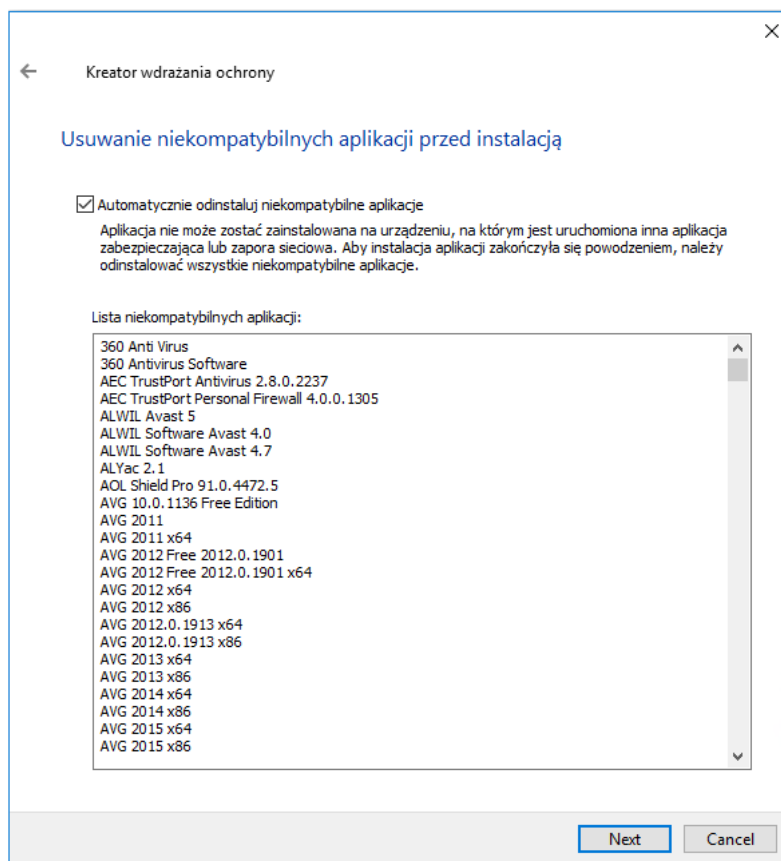 Kreator wdrażania ochrony
Usuwanie niekompatybilnych aplikacji przed instalacją
Automatycznie odinstaluj niekompatybilne aplikacje
Aplikacja nie może zostać zainstalowana na urządzeniu, na którym jest uruchomiona inna aplikacja
zabezpieczająca lub zapora sieciowa. Aby instalacja aplikacji zakończyła się powodzeniem, należy
odinstalować wszystkie niekompatybilne aplikacje.
Lista niekompatybilnych aplikacji:
360 Anti Virus
360 Antivirus Software
AEC TrustPort Antivirus 2.8.0.2237
AEC TrustPort Personal Firewall 4.0.0.1305
ALWIL Avast 5
ALWIL Software Avast 4.0
ALWIL Software Avast 4.7
ALYac 2.1
AOL Shield Pro 91.0.4472.5
AVG 10.0.1136 Free Edition
AVG 2011
AVG 2011 x64
AVG 2012 Free 2012.0.1901
AVG 2012 Free 2012.0.1901 x64
AVG 2012 x64
AVG 2012 x86
AVG 2012.0.1913 x64
AVG 2012.0.1913 x86
AVG 2013 x64
AVG 2013 x86
AVG 2014 x64
AVG 2014 x86
AVG 2015 x64
AVG 2015 x86
Next Cancel